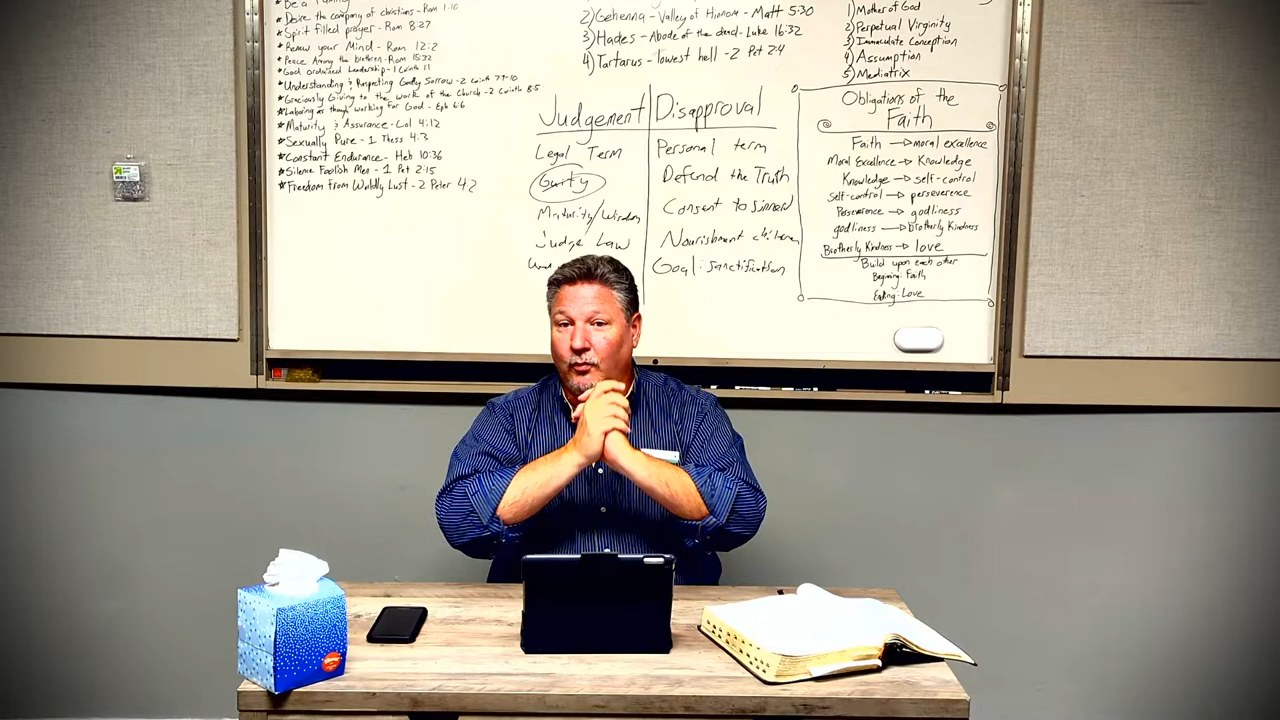 * Be a Family
* Desire the company of christians - Rom 1:10
* Spirit filled prayer - Rom 8:27
* Renew your Mind - Rom 12:2
* Peace Among the brethren - Rom 15:32
* God ordained Leadership - 1 Corinth 1:1
* Understanding & Respecting Godly Sorrow - 2 Corinth 7:9-10
* Graciously Giving to the work of the Church - 2 Corinth 8:5
* Laboring as though working for God - Eph 6:6
* Maturity & Assurance - Col 4:12
* Sexually Pure - 1 Thess 4:3
* Constant Endurance - Heb 10:36
* Silence Foolish Men - 1 Pet 2:15
* Freedom From Worldly Lust - 2 Peter 4:2
2) Gehenna - Valley of Hinnom - Matt 5:30
3) Hades - Abode of the dead - Luke 16:32
4) Tartarus - lowest hell - 2 Pet 2:4
1) Mother of God
2) Perpetual Virginity
3) Immaculate Conception
4) Assumption
5) Mediatrix
Judgement
Legal Term
Guilty
Maturity/Wisdom
Judge Law
Disapproval
Personal term
Defend the Truth
Consent to sinner
Nourishment
Goal: Sanctification
Obligations of the
Faith
Faith → moral excellence
Moral Excellence → Knowledge
Knowledge → self-control
self-control → perseverence
Perseverence → godliness
godliness → Brotherly Kindness
Brotherly Kindness → love
Build upon each other
Begining: Faith
Ending: Love